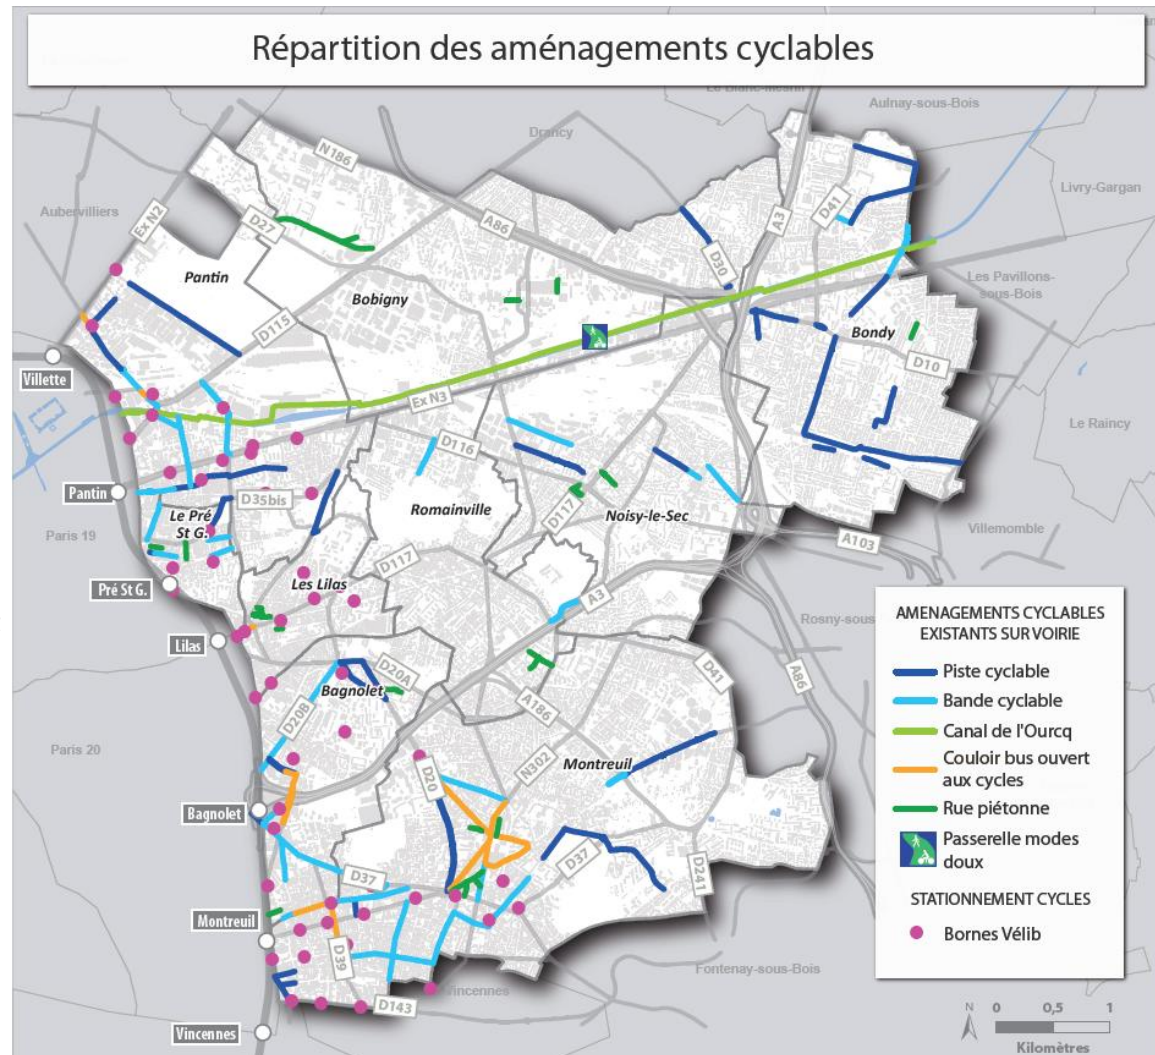 Répartition des aménagements cyclables
Aulnay-sous-Bois
Drancy
N186
Livry-Gargan
Aubervilliers
Ex N2
D27
A86
A3
D41
D30
Pantin
Bobigny
Les Pavillons-
sous-Bois
D115
Bondy
Villette
D10
Ex N3
Le Raincy
D116
Pantin
D35bis
Romainville
Le Pré
St G.
D117
Noisy-le-Sec
Paris 19
Villemomble
A103
D117
Pré St G.
Les Lilas
A3
Rosny-sous
Lilas
D20A
D41
A86
Bagnolet
A186
D20B
Paris 20
N302
Montreuil
D20
Bagnolet
D37
D37
D241
Montreuil
D39
Fontenay-sous-Bois
Vincennes
D143
Vincennes
AMENAGEMENTS CYCLABLES
EXISTANTS SUR VOIRIE
Piste cyclable
Bande cyclable
Canal de l'Ourcq
Couloir bus ouvert
aux cycles
Rue piétonne
Passerelle modes
doux
STATIONNEMENT CYCLES
Bornes Vélib
N
0 0,5 1
Kilomètres